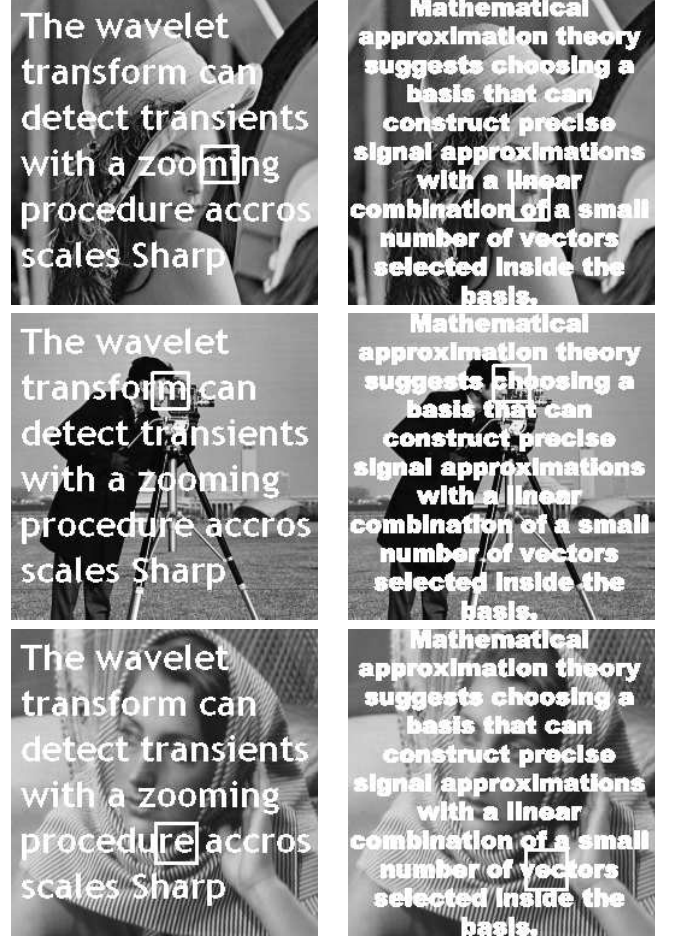 The wavelet
transform can
detect transients
with a zooming
procedure accros
scales Sharp
Mathematical
approximation theory
suggests choosing a
basis that can
construct precise
signal approximations
with a linear
combination of a small
number of vectors
selected inside the
basis.
The wavelet
transform can
detect transients
with a zooming
procedure accros
scales Sharp
Mathematical
approximation theory
suggests choosing a
basis that can
construct precise
signal approximations
with a linear
combination of a small
number of vectors
selected inside the
basis.
The wavelet
transform can
detect transients
with a zooming
procedure accros
scales Sharp
Mathematical
approximation theory
suggests choosing a
basis that can
construct precise
signal approximations
with a linear
combination of a small
number of vectors
selected inside the
basis.